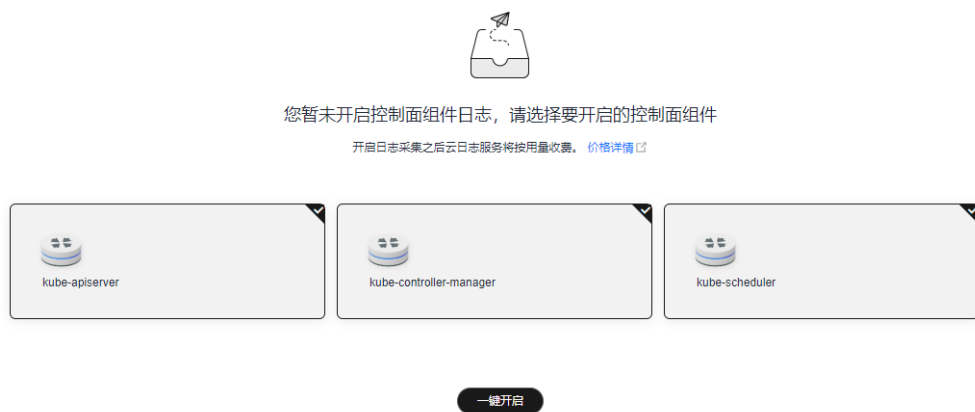 您暂未开启控制面组件日志，请选择要开启的控制面组件
开启日志采集之后云日志服务将按用量收费。 价格详情
kube-apiserver
kube-controller-manager
kube-scheduler
一键开启